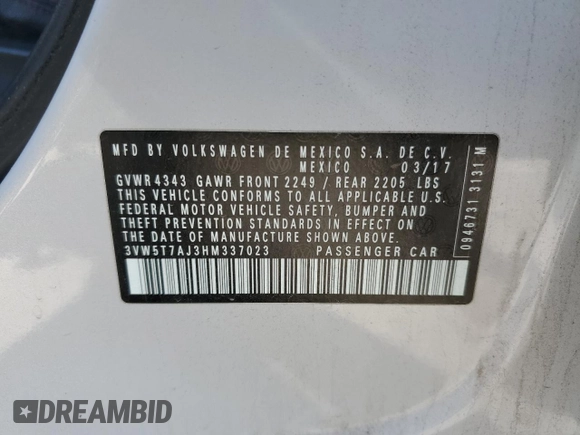 MFD BY VOLKSWAGEN DE MEXICO S.A. DE C.V.
MEXICO 03/17
GVWR 4343 GAWR FRONT 2249 / REAR 2205 LBS
THIS VEHICLE CONFORMS TO ALL APPLICABLE U.S.
FEDERAL MOTOR VEHICLE SAFETY, BUMPER AND
THEFT PREVENTION STANDARDS IN EFFECT ON
THE DATE OF MANUFACTURE SHOWN ABOVE.
3VW5T7AJ3HM337023 PASSENGER CAR
0946731 3131 M
DREAMBID